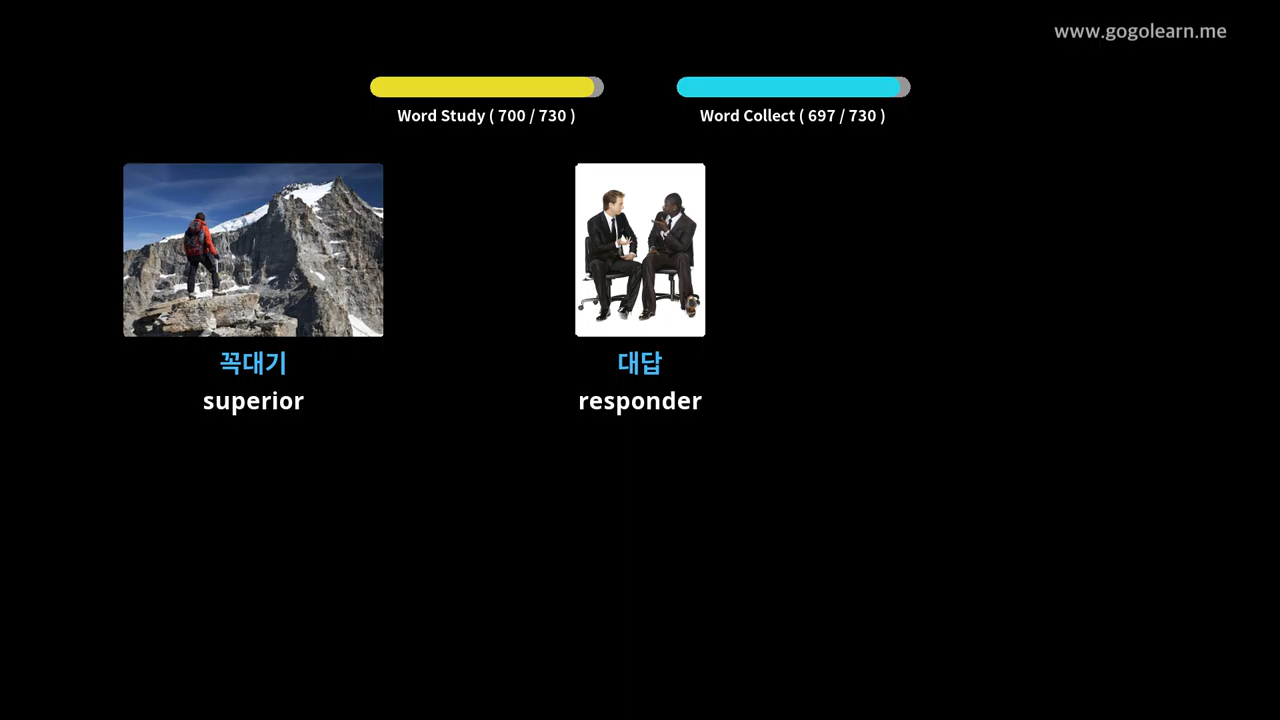 www.gogolearn.me
Word Study ( 700 / 730 )
Word Collect ( 697 / 730 )
꼭대기
superior
대답
responder